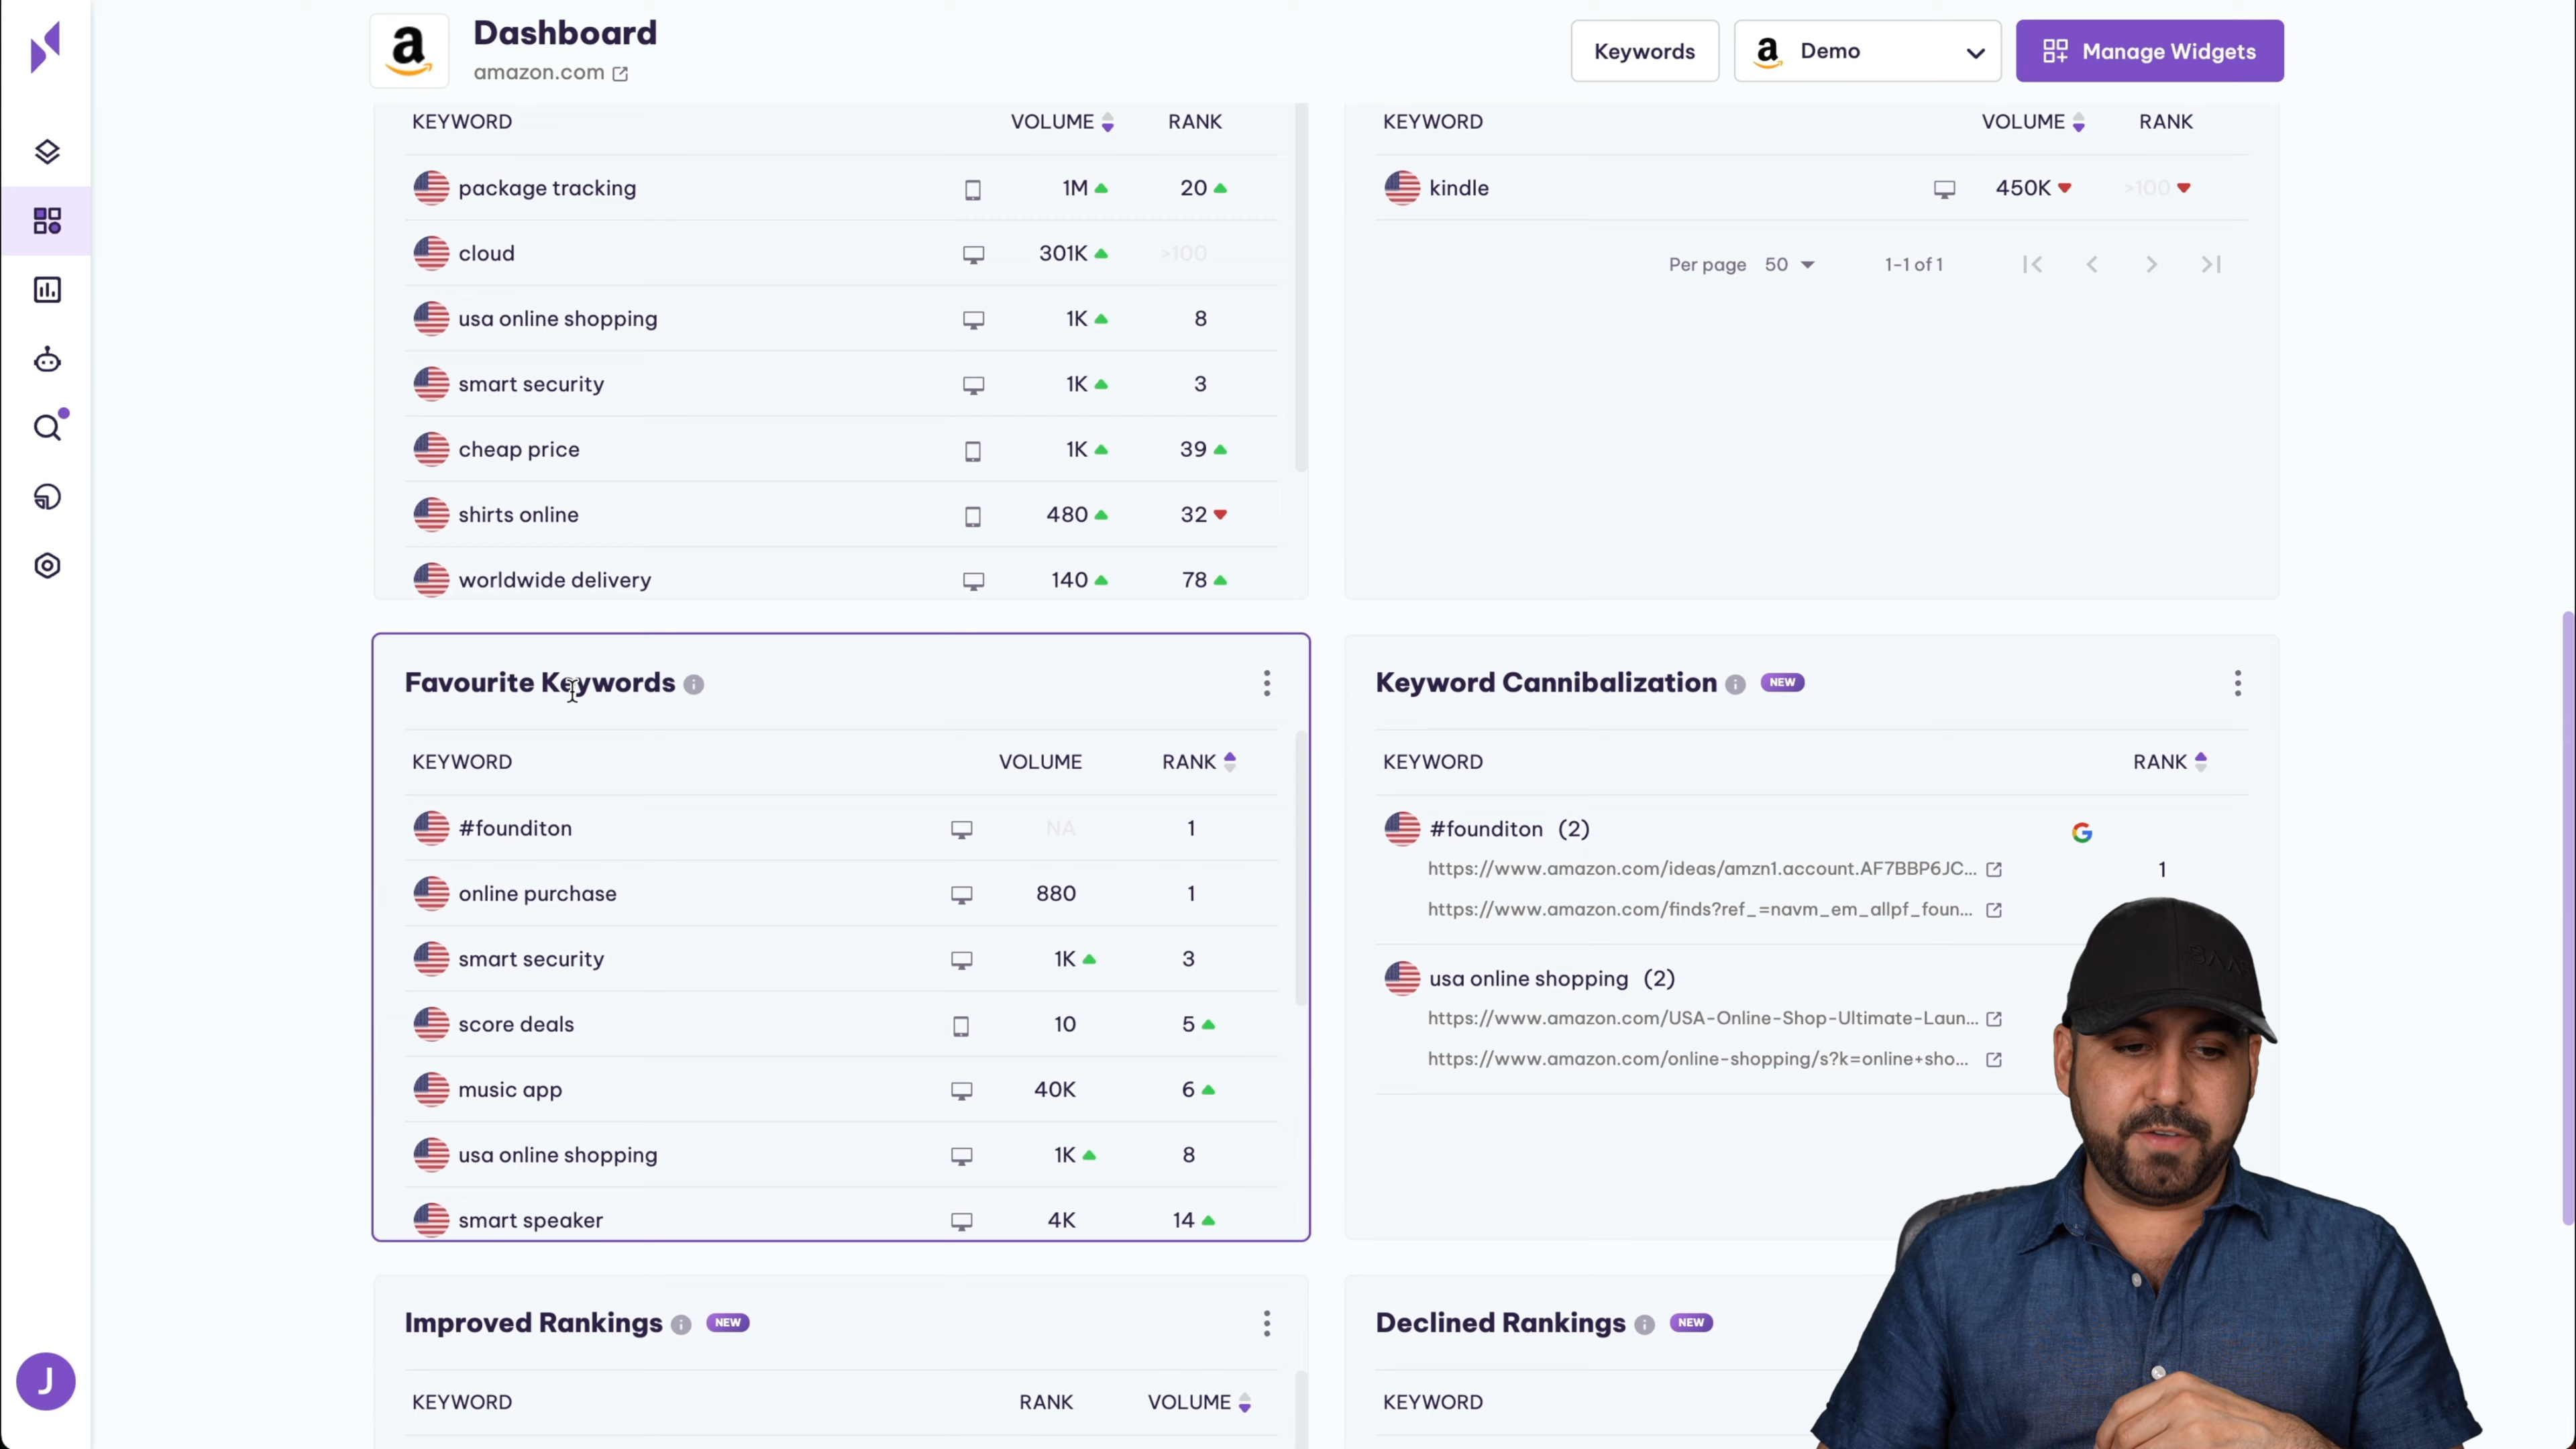 Dashboard
amazon.com
Keywords
Demo
Manage Widgets
KEYWORD VOLUME RANK
package tracking 1M 20
cloud 301K >100
usa online shopping 1K 8
smart security 1K 3
cheap price 1K 39
shirts online 480 32
worldwide delivery 140 78
KEYWORD VOLUME RANK
kindle 450K >100
Per page 50 1-1 of 1
Favourite Keywords
KEYWORD VOLUME RANK
#founditon NA 1
online purchase 880 1
smart security 1K 3
score deals 10 5
music app 40K 6
usa online shopping 1K 8
smart speaker 4K 14
Keyword Cannibalization NEW
KEYWORD RANK
#founditon (2)
https://www.amazon.com/ideas/amzn1.account.AF7BBP6JC... 1
https://www.amazon.com/finds?ref_=navm_em_allpf_foun...
usa online shopping (2)
https://www.amazon.com/USA-Online-Shop-Ultimate-Laun...
https://www.amazon.com/online-shopping/s?k=online+sho...
Improved Rankings NEW
KEYWORD RANK VOLUME
Declined Rankings NEW
KEYWORD
J